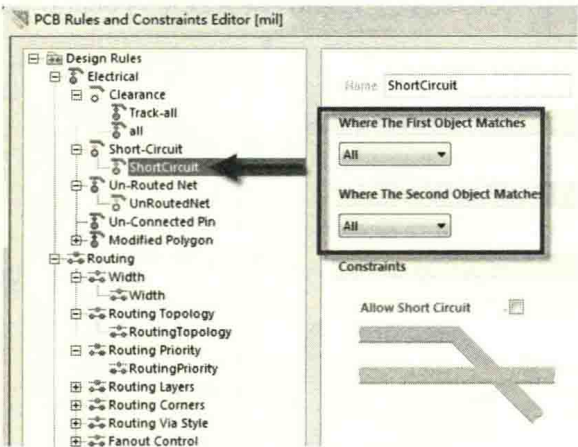 PCB Rules and Constraints Editor [mil]
Design Rules
Electrical
Clearance
Track-all
all
Short-Circuit
ShortCircuit
Un-Routed Net
UnRoutedNet
Un-Connected Pin
Modified Polygon
Routing
Width
Width
Routing Topology
RoutingTopology
Routing Priority
RoutingPriority
Routing Layers
Routing Corners
Routing Via Style
Fanout Control
Name ShortCircuit
Where The First Object Matches
All
Where The Second Object Matches
All
Constraints
Allow Short Circuit